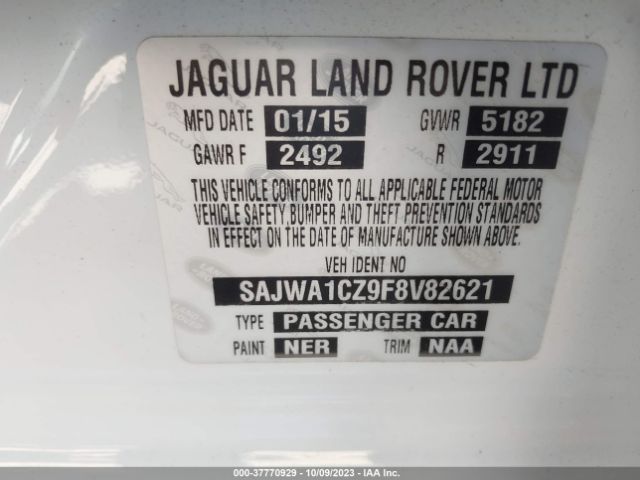 JAGUAR LAND ROVER LTD
MFD DATE 01/15 GVWR 5182
GAWR F 2492 R 2911
THIS VEHICLE CONFORMS TO ALL APPLICABLE FEDERAL MOTOR
VEHICLE SAFETY BUMPER AND THEFT PREVENTION STANDARDS
IN EFFECT ON THE DATE OF MANUFACTURE SHOWN ABOVE.
VEH IDENT NO
SAJWA1CZ9F8V82621
TYPE PASSENGER CAR
PAINT NER TRIM NAA
000-37770929 - 10/09/2023 - IAA Inc.